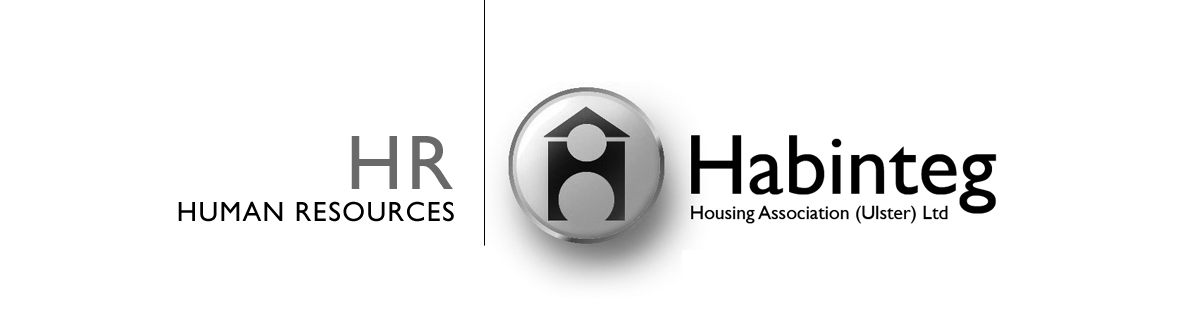 HR
HUMAN RESOURCES
Habinteg
Housing Association (Ulster) Ltd